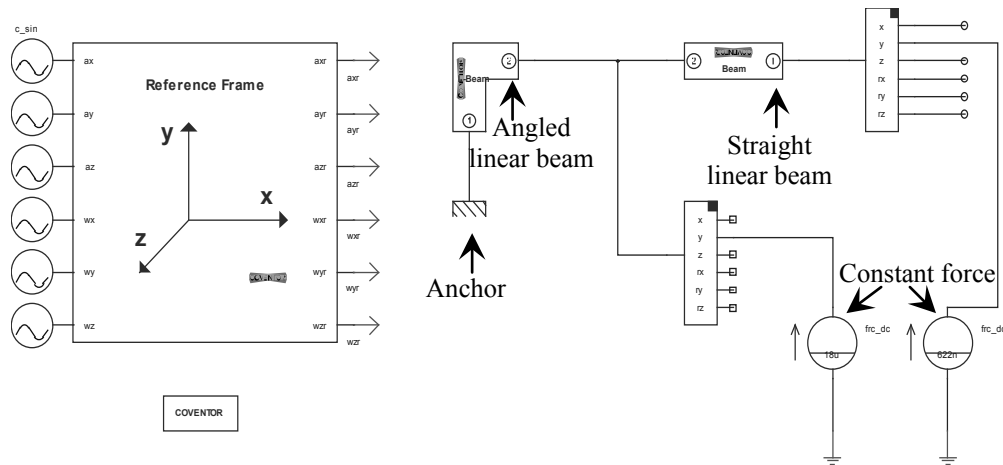 c_sin
Reference Frame
ax
ay
az
wx
wy
wz
y
x
z
axr
ayr
azr
wxr
wyr
wzr
axr
ayr
azr
wxr
wyr
wzr
COVENTOR
COVENTOR
Beam
2
1
Angled
linear beam
Anchor
Beam
2
1
Straight
linear beam
x
y
z
rx
ry
rz
x
y
z
rx
ry
rz
Constant force
frc_dc
18u
frc_dc
622n